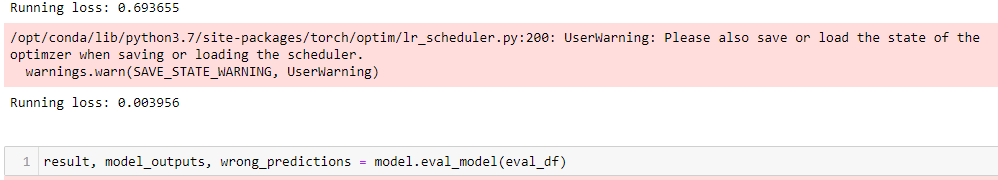 Running loss: 0.693655
/opt/conda/lib/python3.7/site-packages/torch/optim/lr_scheduler.py:200: UserWarning: Please also save or load the state of the
optimzer when saving or loading the scheduler.
  warnings.warn(SAVE_STATE_WARNING, UserWarning)
Running loss: 0.003956
1 result, model_outputs, wrong_predictions = model.eval_model(eval_df)